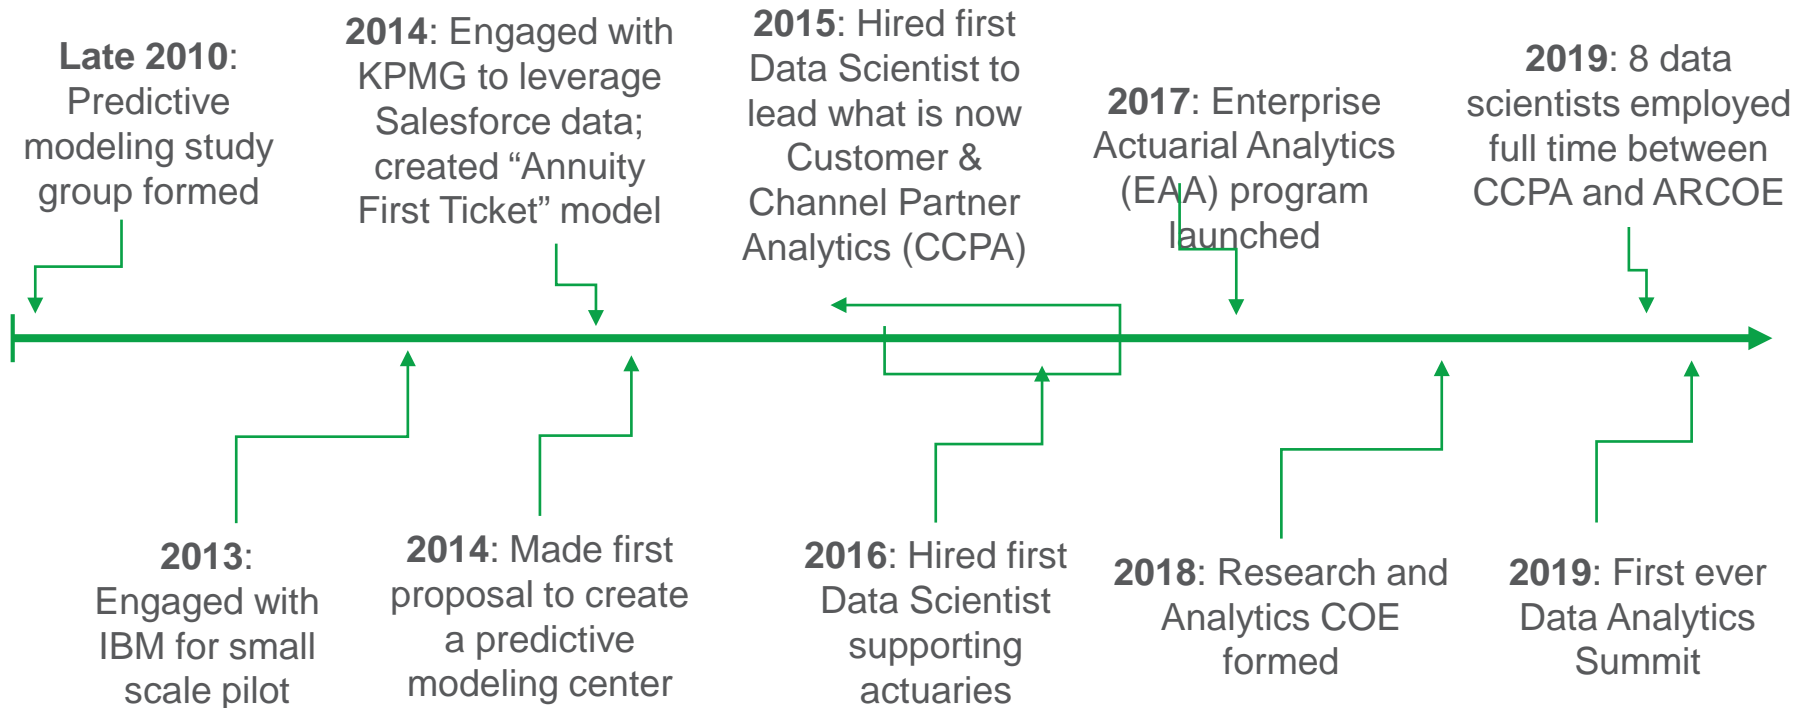 Late 2010:
Predictive
modeling study
group formed
2014: Engaged with
KPMG to leverage
Salesforce data;
created “Annuity
First Ticket” model
2015: Hired first
Data Scientist to
lead what is now
Customer &
Channel Partner
Analytics (CCPA)
2017: Enterprise
Actuarial Analytics
(EAA) program
launched
2019: 8 data
scientists employed
full time between
CCPA and ARCOE
2013:
Engaged with
IBM for small
scale pilot
2014: Made first
proposal to create
a predictive
modeling center
2016: Hired first
Data Scientist
supporting
actuaries
2018: Research and
Analytics COE
formed
2019: First ever
Data Analytics
Summit